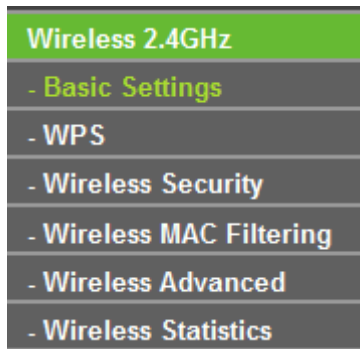 Wireless 2.4GHz
- Basic Settings
- WPS
- Wireless Security
- Wireless MAC Filtering
- Wireless Advanced
- Wireless Statistics